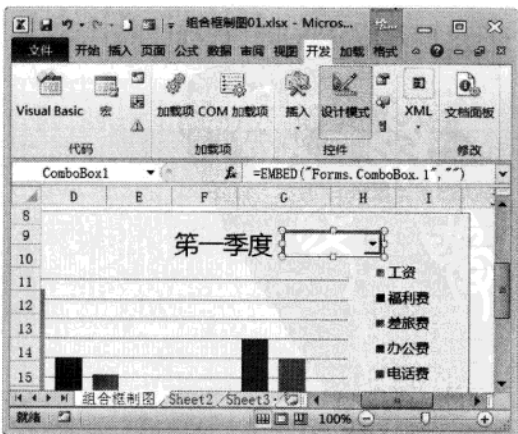 组合框制图01.xlsx - Micros...
文件 开始 插入 页面 公式 数据 审阅 视图 开发 加载 格式
Visual Basic 宏 加载项 COM 加载项 插入 设计模式 XML 文档面板
代码 加载项 控件 修改
ComboBox1 fx =EMBED("Forms.ComboBox.1","")
D E F G H I
8
9
第一季度
10
工资
11
福利费
12
差旅费
13
办公费
14
电话费
15
组合框制图 Sheet2 Sheet3
就绪 100%